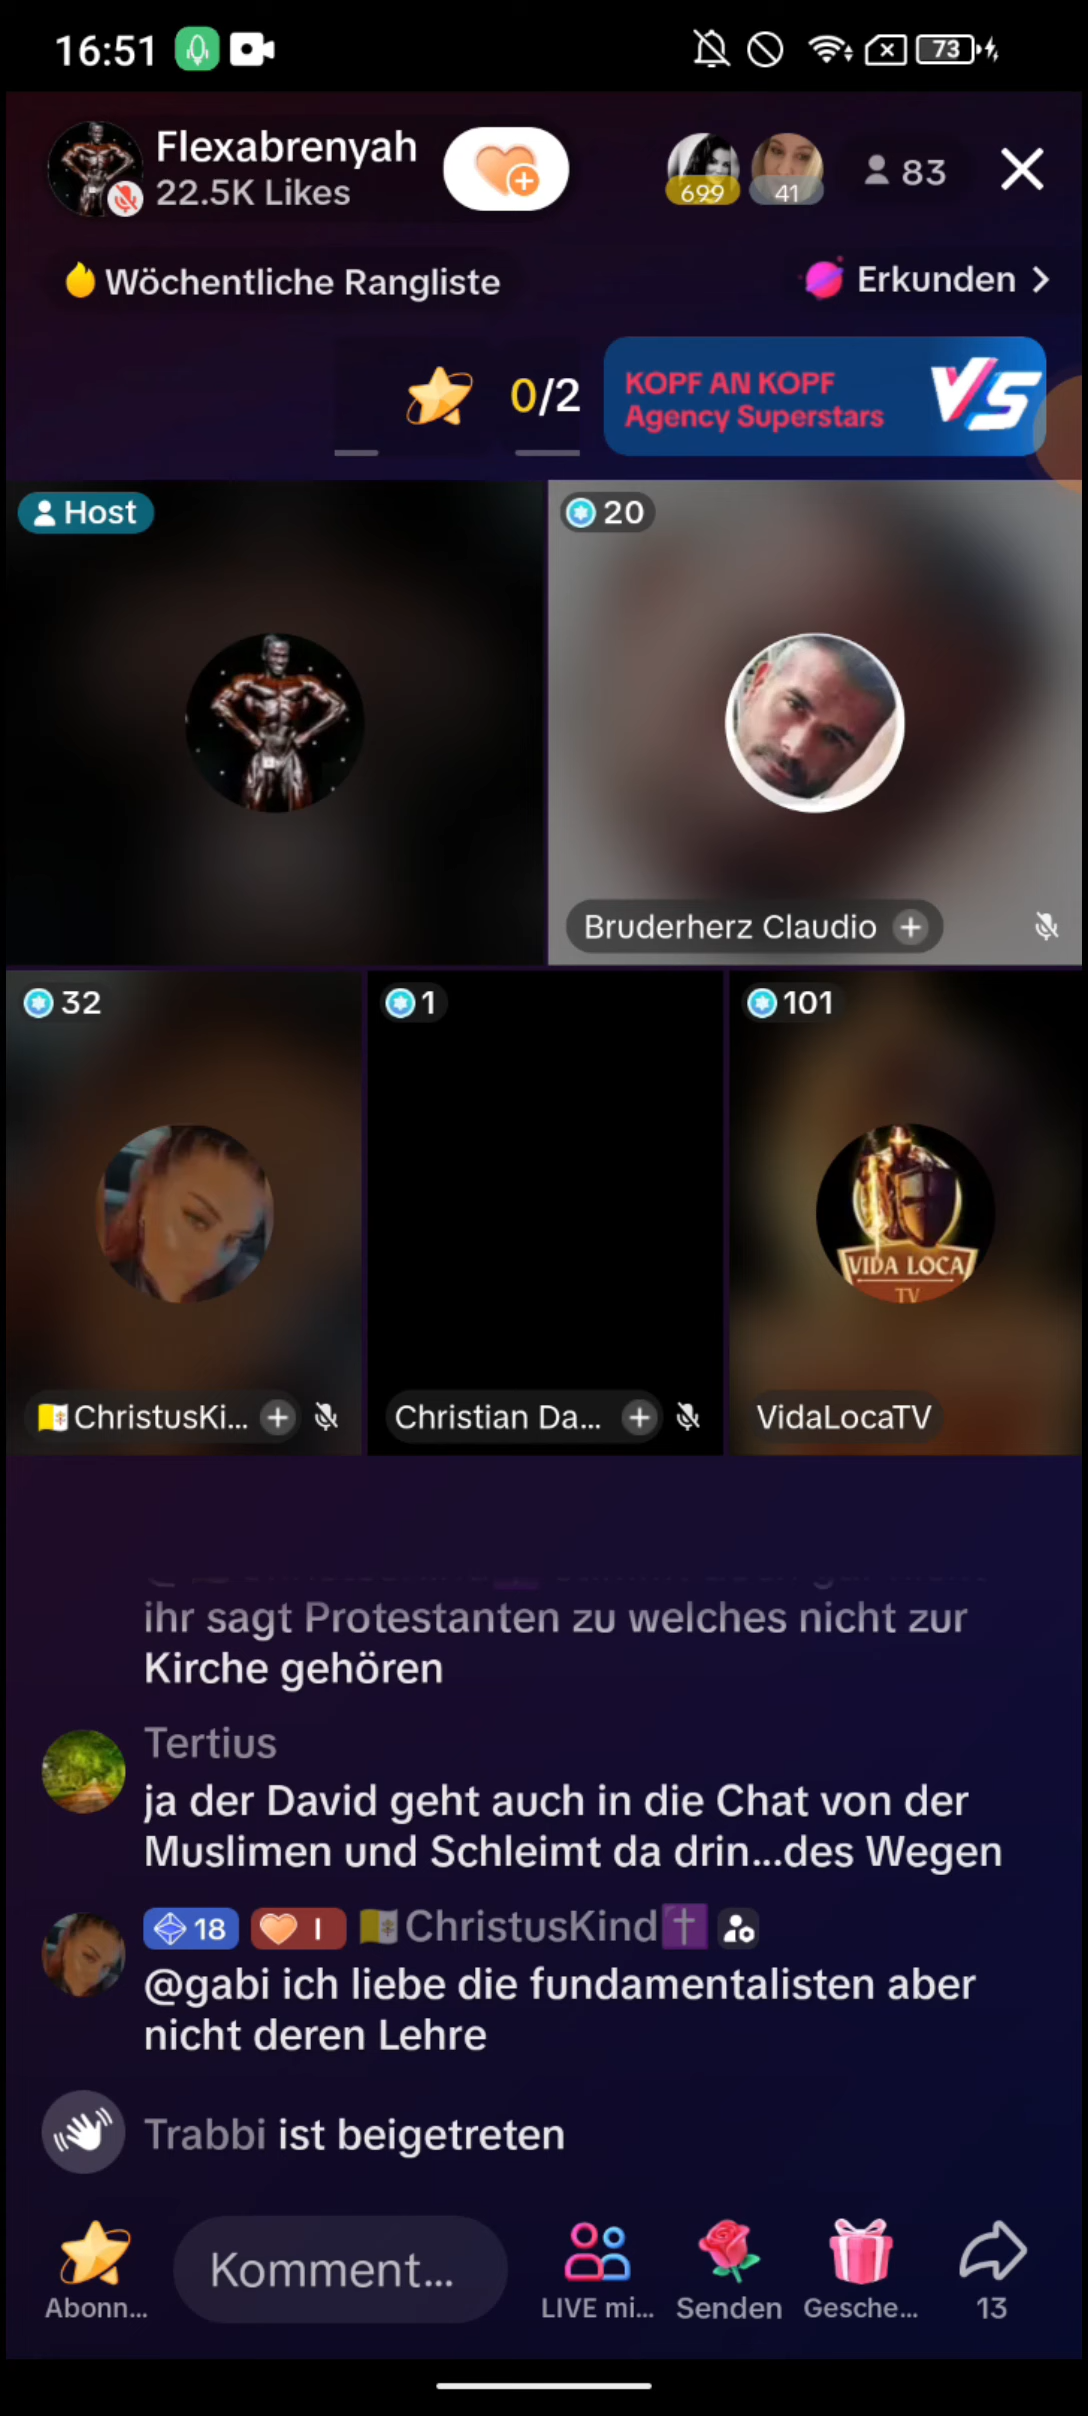 16:51
73
Flexabrenyah
22.5K Likes
699
41
83
Wöchentliche Rangliste
Erkunden
0/2
KOPF AN KOPF
Agency Superstars
VS
Host
20
Bruderherz Claudio
32
1
101
VIDA LOCA
TV
ChristusKi...
Christian Da...
VidaLocaTV
ihr sagt Protestanten zu welches nicht zur
Kirche gehören
Tertius
ja der David geht auch in die Chat von der
Muslimen und Schleimt da drin...des Wegen
18 I ChristusKind
@gabi ich liebe die fundamentalisten aber
nicht deren Lehre
Trabbi ist beigetreten
Komment...
Abonn...
LIVE mi...
Senden
Gesche...
13